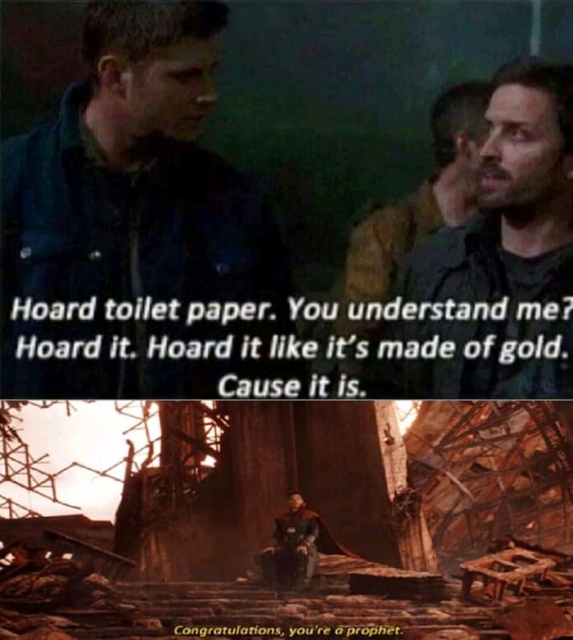 Hoard toilet paper. You understand me?
Hoard it. Hoard it like it's made of gold.
Cause it is.
Congratulations, you're a prophet.